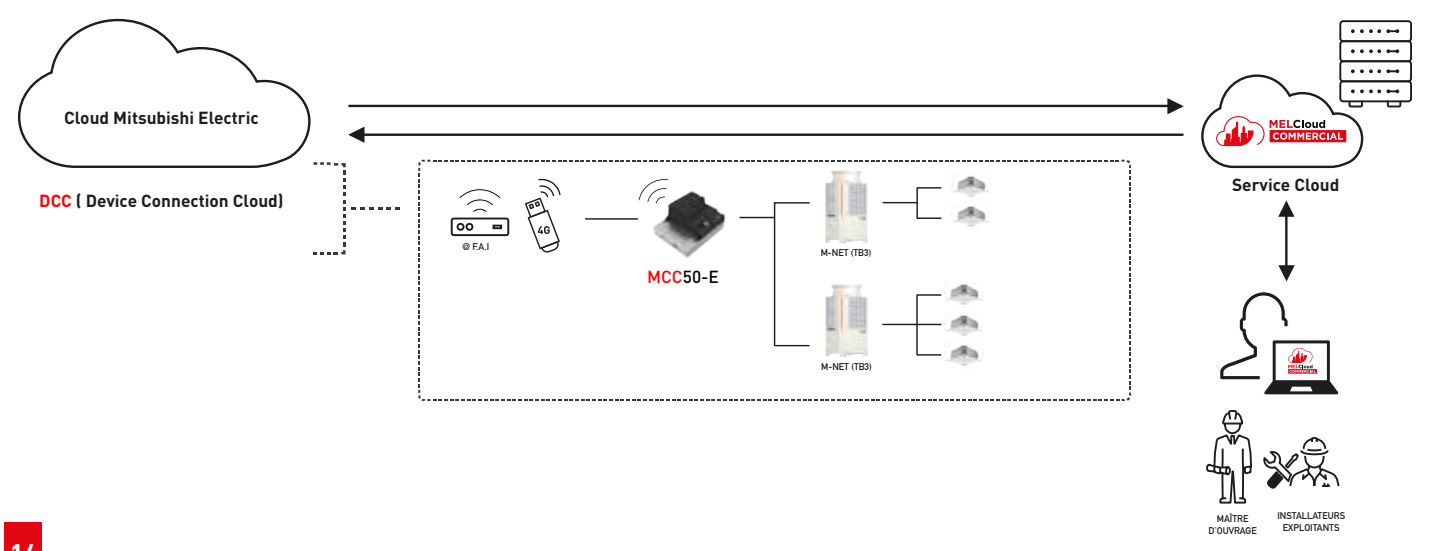 Cloud Mitsubishi Electric
DCC ( Device Connection Cloud)
@ F.A.I
4G
MCC50-E
M-NET (TB3)
M-NET (TB3)
MELCloud
COMMERCIAL
Service Cloud
MELCloud
COMMERCIAL
MAÎTRE
D'OUVRAGE
INSTALLATEURS
EXPLOITANTS